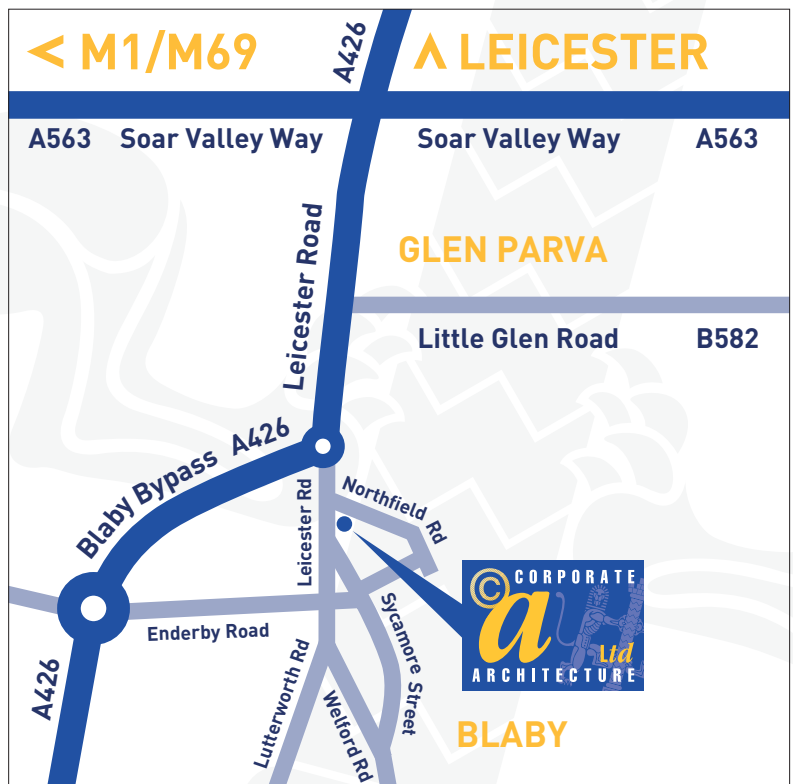 < M1/M69
A426
LEICESTER
A563 Soar Valley Way
Soar Valley Way A563
Leicester Road
GLEN PARVA
Little Glen Road B582
Blaby Bypass A426
Leicester Rd
Northfield Rd
Enderby Road
Sycamore Street
© CORPORATE
a
Ltd
ARCHITECTURE
A426
Lutterworth Rd
Welford Rd
BLABY